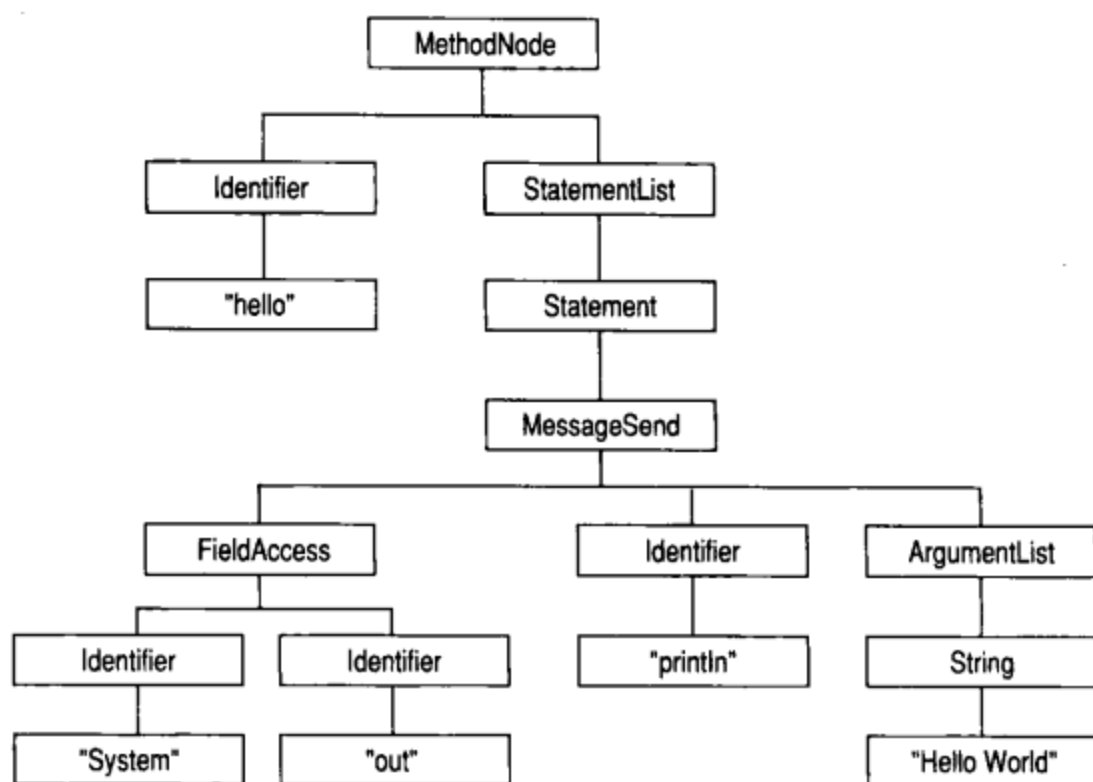 MethodNode
Identifier
StatementList
"hello"
Statement
MessageSend
FieldAccess
Identifier
ArgumentList
Identifier
Identifier
"println"
String
"System"
"out"
"Hello World"